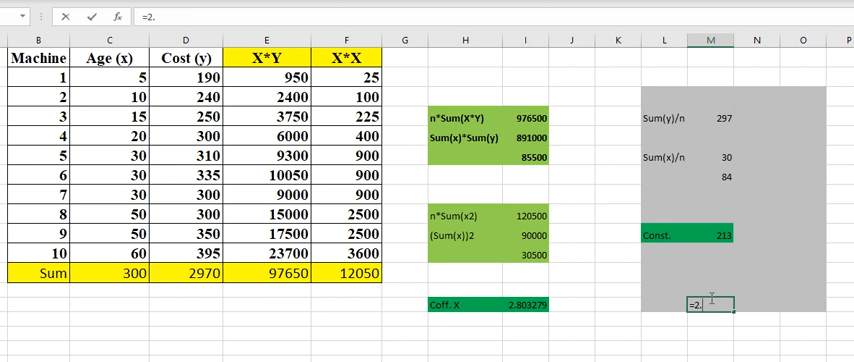 =2.
B C D E F G H I J K L M N O P
Machine Age (x) Cost (y) X*Y X*X
1 5 190 950 25
2 10 240 2400 100
3 15 250 3750 225 n*Sum(X*Y) 976500 Sum(y)/n 297
4 20 300 6000 400 Sum(x)*Sum(y) 891000
5 30 310 9300 900 85500 Sum(x)/n 30
6 30 335 10050 900 84
7 30 300 9000 900
8 50 300 15000 2500 n*Sum(x2) 120500
9 50 350 17500 2500 (Sum(x))2 90000 Const. 213
10 60 395 23700 3600 30500
Sum 300 2970 97650 12050
Coff. X 2.803279 =2.